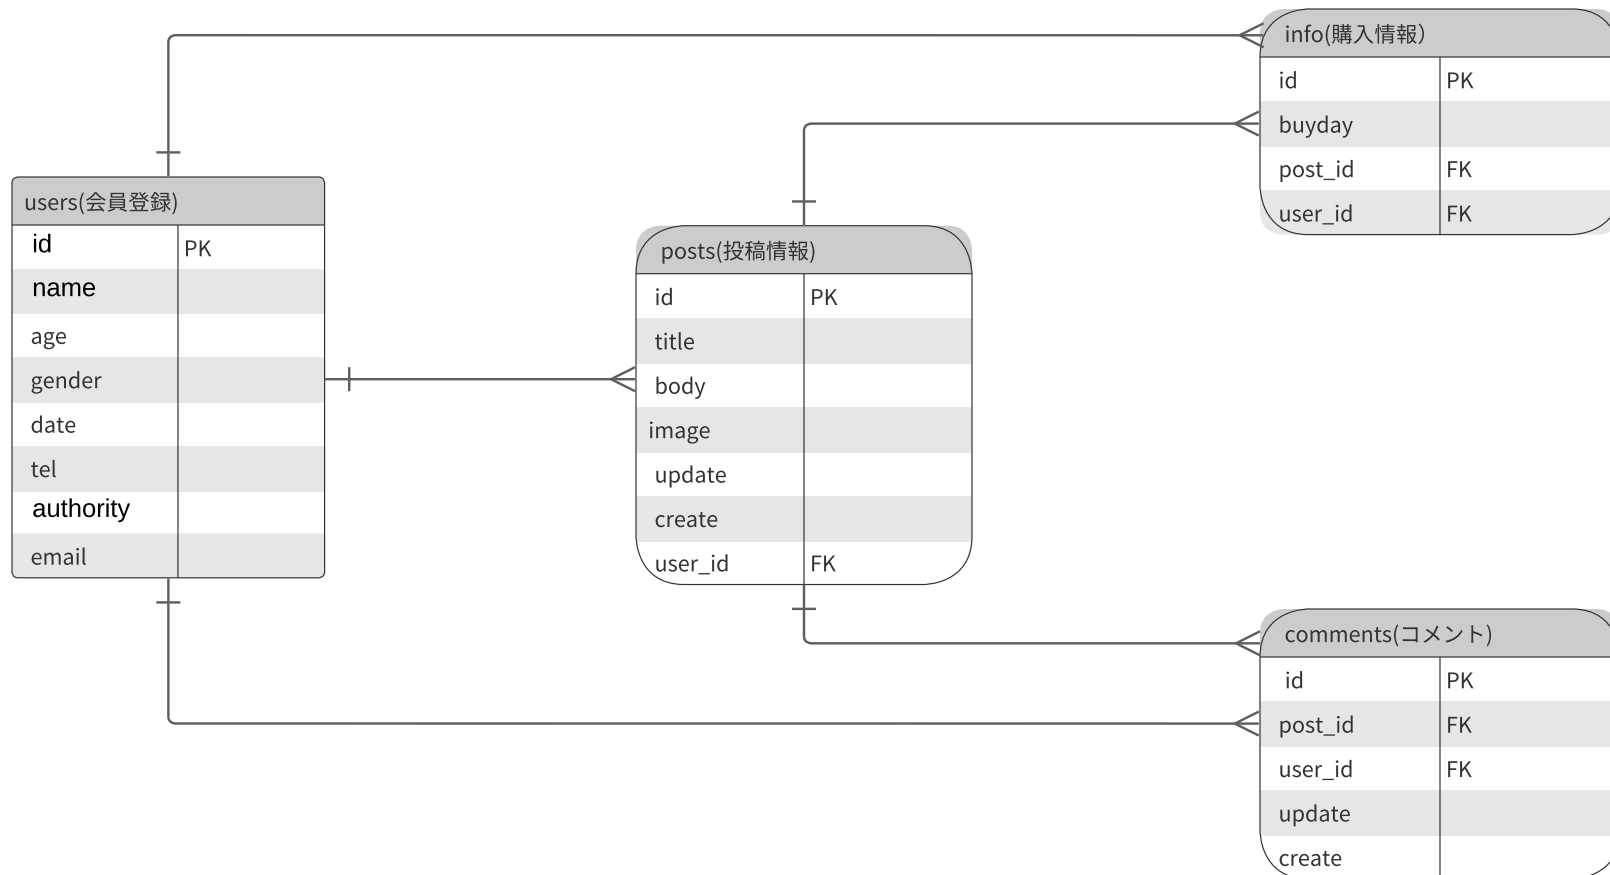 info(購入情報）
id PK
buyday
post_id FK
user_id FK
users(会員登録)
id PK
name
age
gender
date
tel
authority
email
posts(投稿情報)
id PK
title
body
image
update
create
user_id FK
comments(コメント)
id PK
post_id FK
user_id FK
update
create